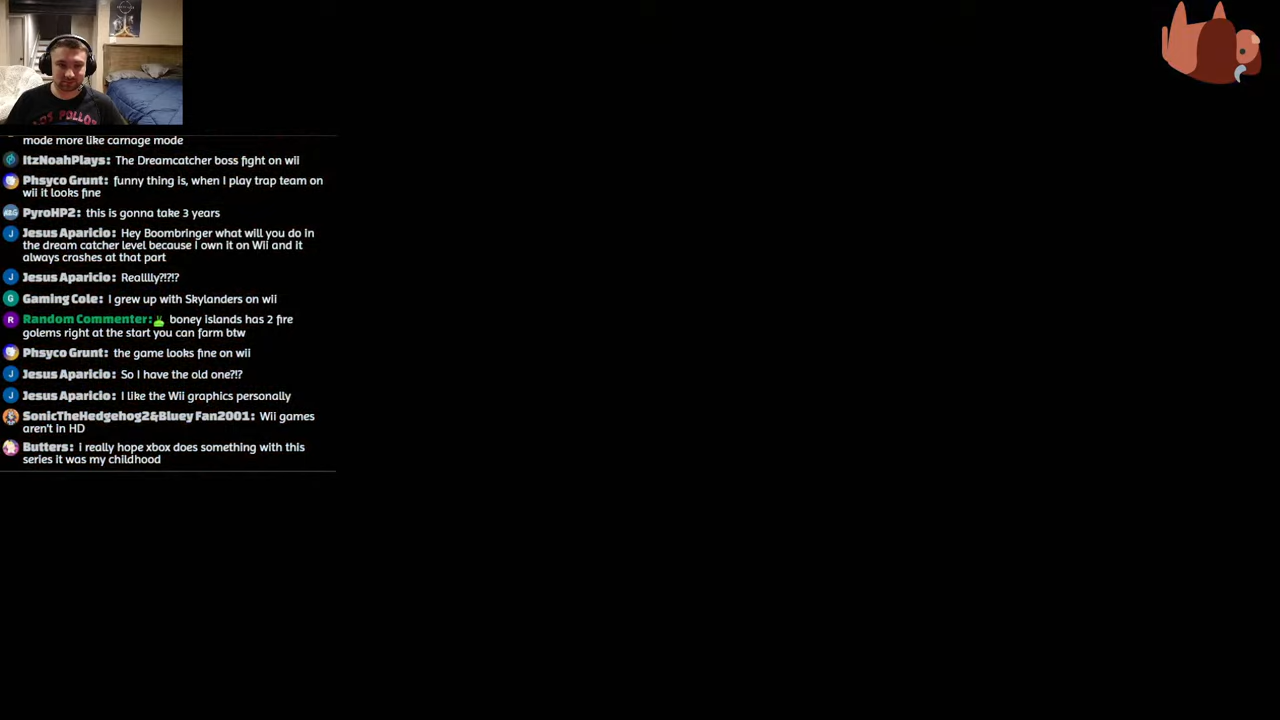 LOS POLLOS
mode more like carnage mode
ItzNoahPlays: The Dreamcatcher boss fight on wii
Phsyco Grunt: funny thing is, when I play trap team on
wii it looks fine
PyroHP2: this is gonna take 3 years
J Jesus Aparicio: Hey Boombringer what will you do in
the dream catcher level because i own it on Wii and it
always crashes at that part
J Jesus Aparicio: Realllly?!?!?
G Gaming Cole: I grew up with Skylanders on wii
R Random Commenter: boney islands has 2 fire
golems right at the start you can farm btw
Phsyco Grunt: the game looks fine on wii
J Jesus Aparicio: So I have the old one?!?
J Jesus Aparicio: I like the Wii graphics personally
SonicTheHedgehog2&Bluey Fan2001: Wii games
aren't in HD
Butters: i really hope xbox does something with this
series it was my childhood